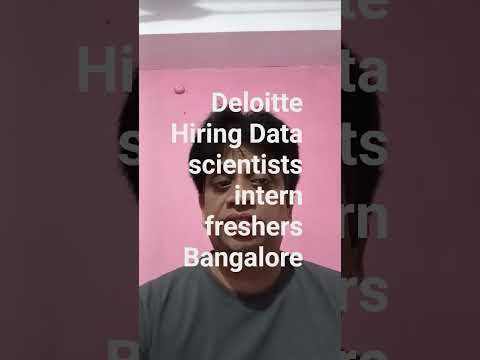 Deloitte
Hiring Data
scientists
intern
freshers
Bangalore